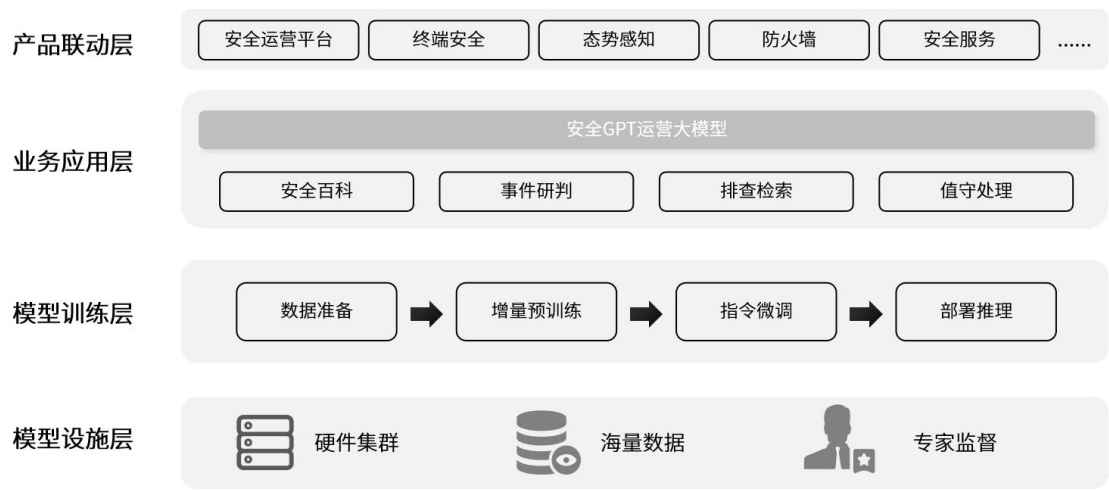 产品联动层
安全运营平台 终端安全 态势感知 防火墙 安全服务 ......
业务应用层
安全GPT运营大模型
安全百科 事件研判 排查检索 值守处理
模型训练层
数据准备 增量预训练 指令微调 部署推理
模型设施层
硬件集群 海量数据 专家监督